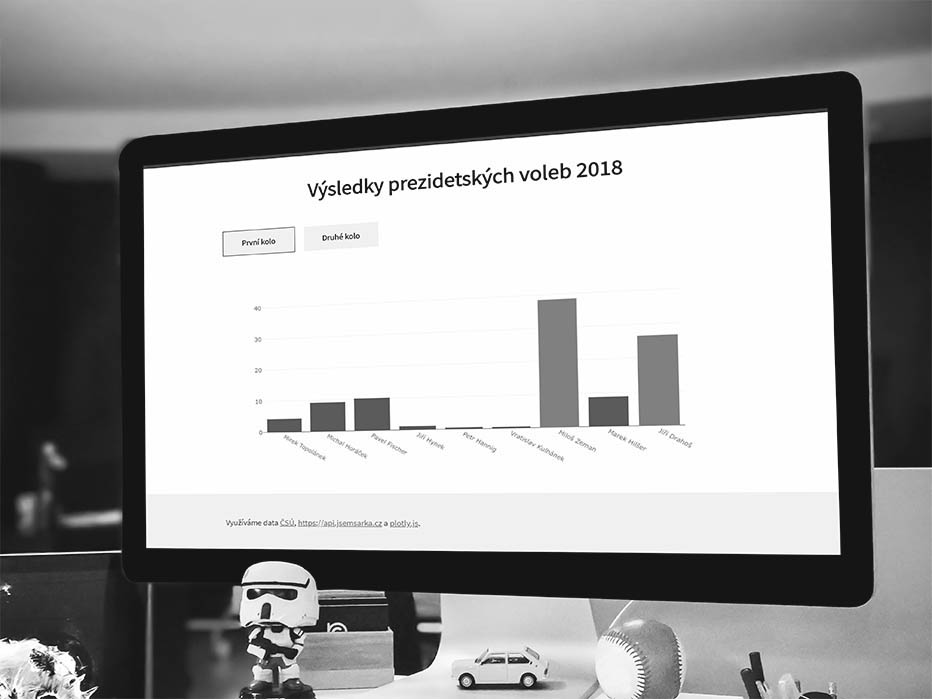 Výsledky prezidetských voleb 2018
První kolo
Druhé kolo
40
30
20
10
0
Mirek Topolánek
Michal Horáček
Pavel Fischer
Jiří Hynek
Petr Hannig
Vratislav Kulhánek
Miloš Zeman
Marek Hilšer
Jiří Drahoš
Využíváme data ČSÚ, https://api.jsemsarka.cz a plotly.js.